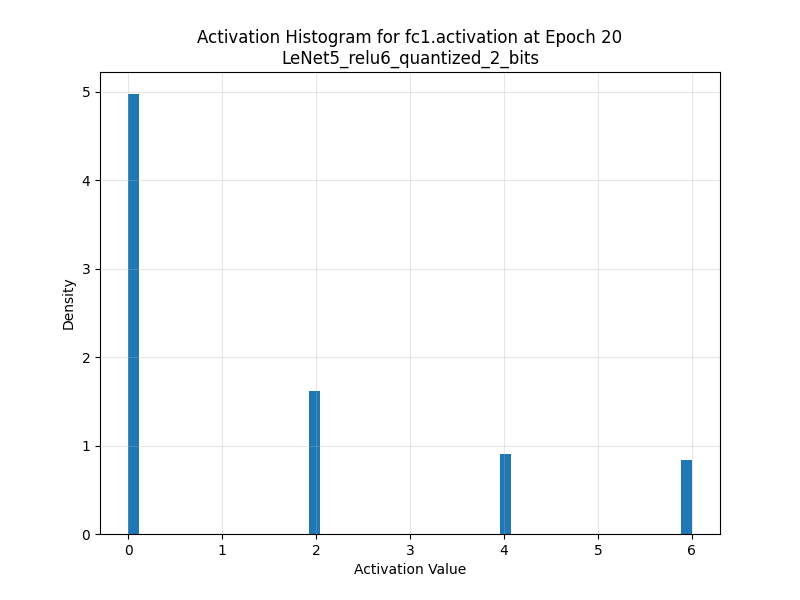 Activation Histogram for fc1.activation at Epoch 20
LeNet5_relu6_quantized_2_bits
5
4
3
2
1
0
Density
0 1 2 3 4 5 6
Activation Value